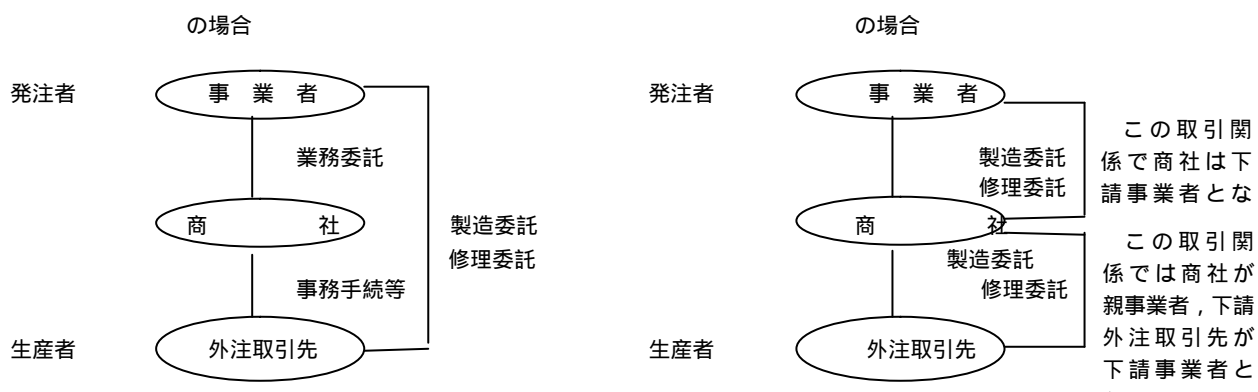 の場合
発注者
事 業 者
業務委託
商 社
製造委託
修理委託
事務手続等
生産者
外注取引先
の場合
発注者
事 業 者
製造委託
修理委託
この取引関
係で商社は下
請事業者とな
商 社
製造委託
修理委託
この取引関
係では商社が
親事業者,下請
外注取引先が
下請事業者と
生産者
外注取引先